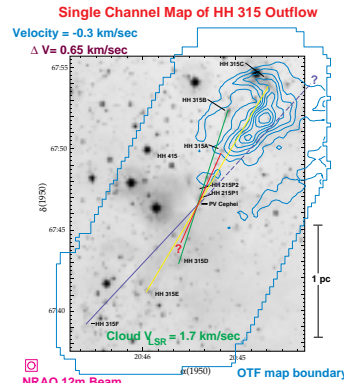 Single Channel Map of HH 315 Outflow
Velocity = -0.3 km/sec
Δ V= 0.65 km/sec
HH 315C
67:55
?
HH 315B
67:50
HH 315A
HH 415
HH 215P2
HH 215P1
PV Cephei
δ(1950)
67:45
?
HH 315D
1 pc
HH 315E
67:40
HH 315F
Cloud V LSR = 1.7 km/sec
20:46
20:45
α(1950)
OTF map boundary
NRAO 12m Beam